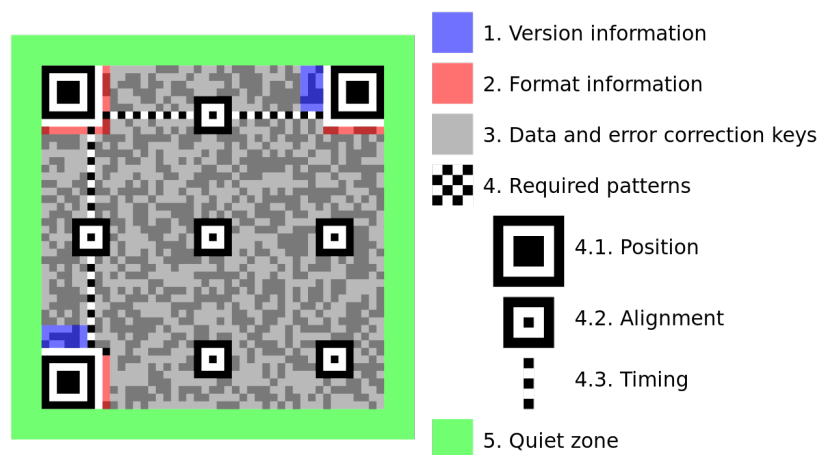 1. Version information
2. Format information
3. Data and error correction keys
4. Required patterns
4.1. Position
4.2. Alignment
4.3. Timing
5. Quiet zone